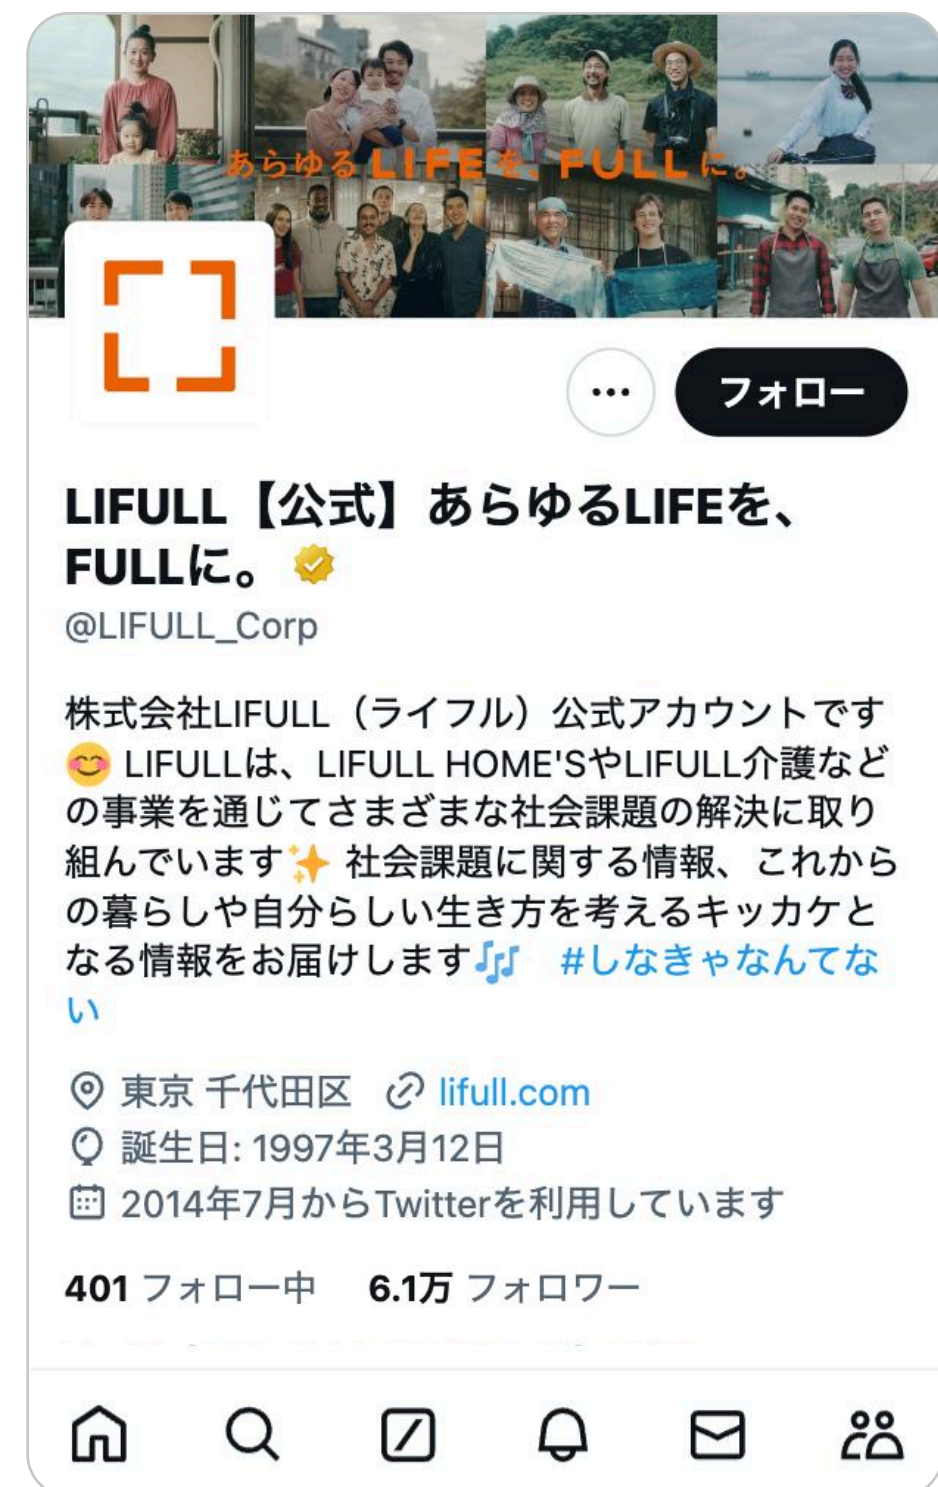 あらゆるLIFEを、FULLに。
フォロー
LIFULL【公式】あらゆるLIFEを、
FULLに。
@LIFULL_Corp
株式会社LIFULL（ライフル）公式アカウントです
😊 LIFULLは、LIFULL HOME'SやLIFULL介護など
の事業を通じてさまざまな社会課題の解決に取り
組んでいます✨ 社会課題に関する情報、これから
の暮らしや自分らしい生き方を考えるキッカケと
なる情報をお届けします🎶 #しなきゃなんてな
い
東京 千代田区 lifull.com
誕生日: 1997年3月12日
2014年7月からTwitterを利用しています
401 フォロー中 6.1万 フォロワー